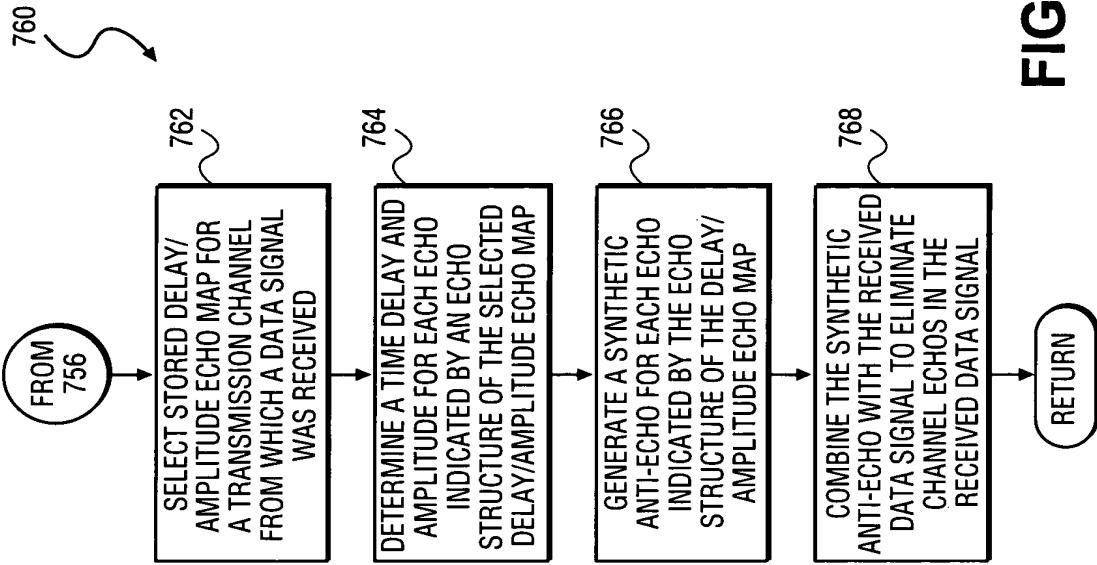 760
FROM
756
762
SELECT STORED DELAY/
AMPLITUDE ECHO MAP FOR
A TRANSMISSION CHANNEL
FROM WHICH A DATA SIGNAL
WAS RECEIVED
764
DETERMINE A TIME DELAY AND
AMPLITUDE FOR EACH ECHO
INDICATED BY AN ECHO
STRUCTURE OF THE SELECTED
DELAY/AMPLITUDE ECHO MAP
766
GENERATE A SYNTHETIC
ANTI-ECHO FOR EACH ECHO
INDICATED BY THE ECHO
STRUCTURE OF THE DELAY/
AMPLITUDE ECHO MAP
768
COMBINE THE SYNTHETIC
ANTI-ECHO WITH THE RECEIVED
DATA SIGNAL TO ELIMINATE
CHANNEL ECHOS IN THE
RECEIVED DATA SIGNAL
RETURN
FIG